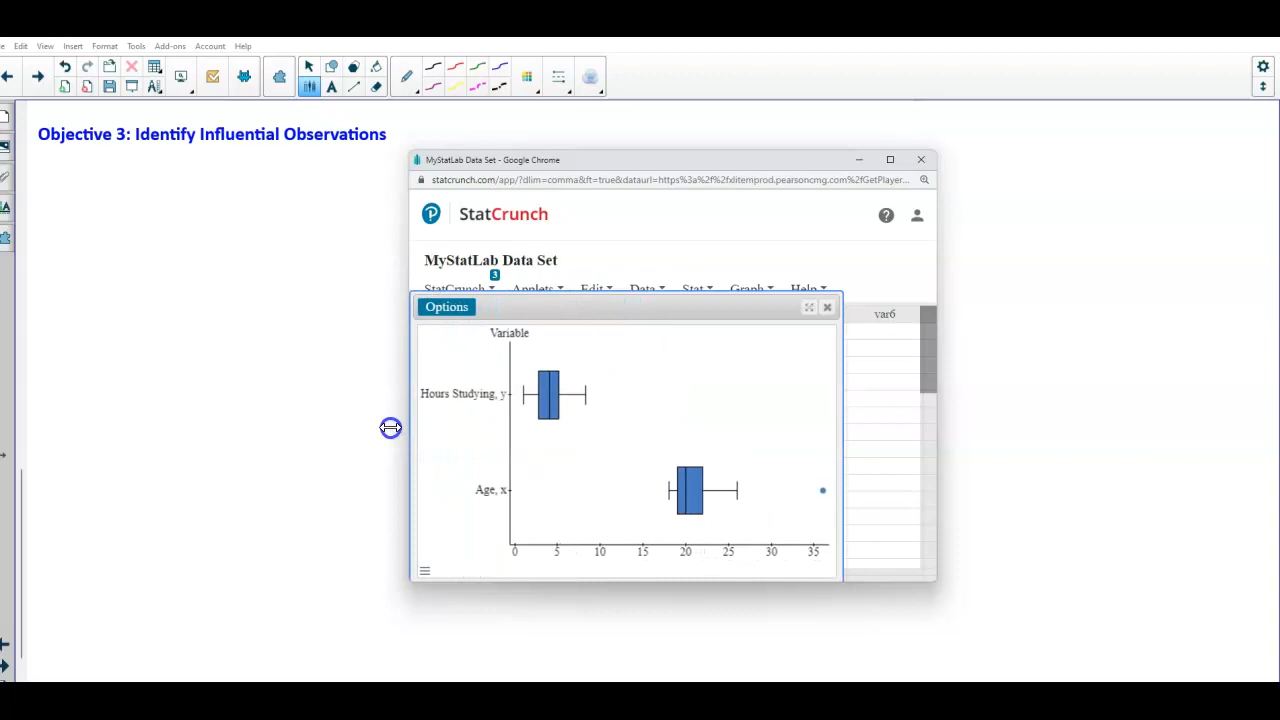 Edit View Insert Format Tools Add-ons Account Help
Objective 3: Identify Influential Observations
MyStatLab Data Set - Google Chrome
statcrunch.com/app/?dlim=comma&ft=true&dataurl=https%3a%2f%2fxlitemprod.pearsoncmg.com%2fGetPlayer...
StatCrunch
MyStatLab Data Set
3
StatCrunch Applets Edit Data Stat Graph Help
Options
var6
Variable
Hours Studying, y
Age, x
0 5 10 15 20 25 30 35